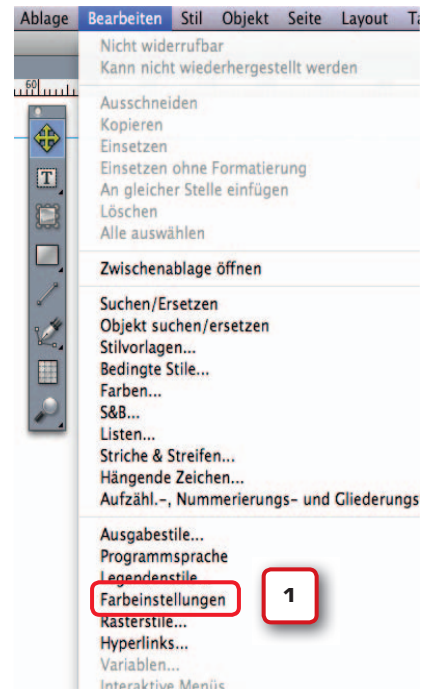 Ablage Bearbeiten Stil Objekt Seite Layout
Nicht widerrufbar
Kann nicht wiederhergestellt werden
60
Ausschneiden
Kopieren
Einsetzen
Einsetzen ohne Formatierung
An gleicher Stelle einfügen
Löschen
Alle auswählen
T
Zwischenablage öffnen
Suchen/Ersetzen
Objekt suchen/ersetzen
Stilvorlagen...
Bedingte Stile...
Farben...
S&B...
Listen...
Striche & Streifen...
Hängende Zeichen...
Aufzähl.-, Nummerierungs- und Gliederungs
Ausgabestile...
Programmsprache
Legendenstile
Farbeinstellungen 1
Rasterstile...
Hyperlinks...
Variablen...
Interaktive Menüs